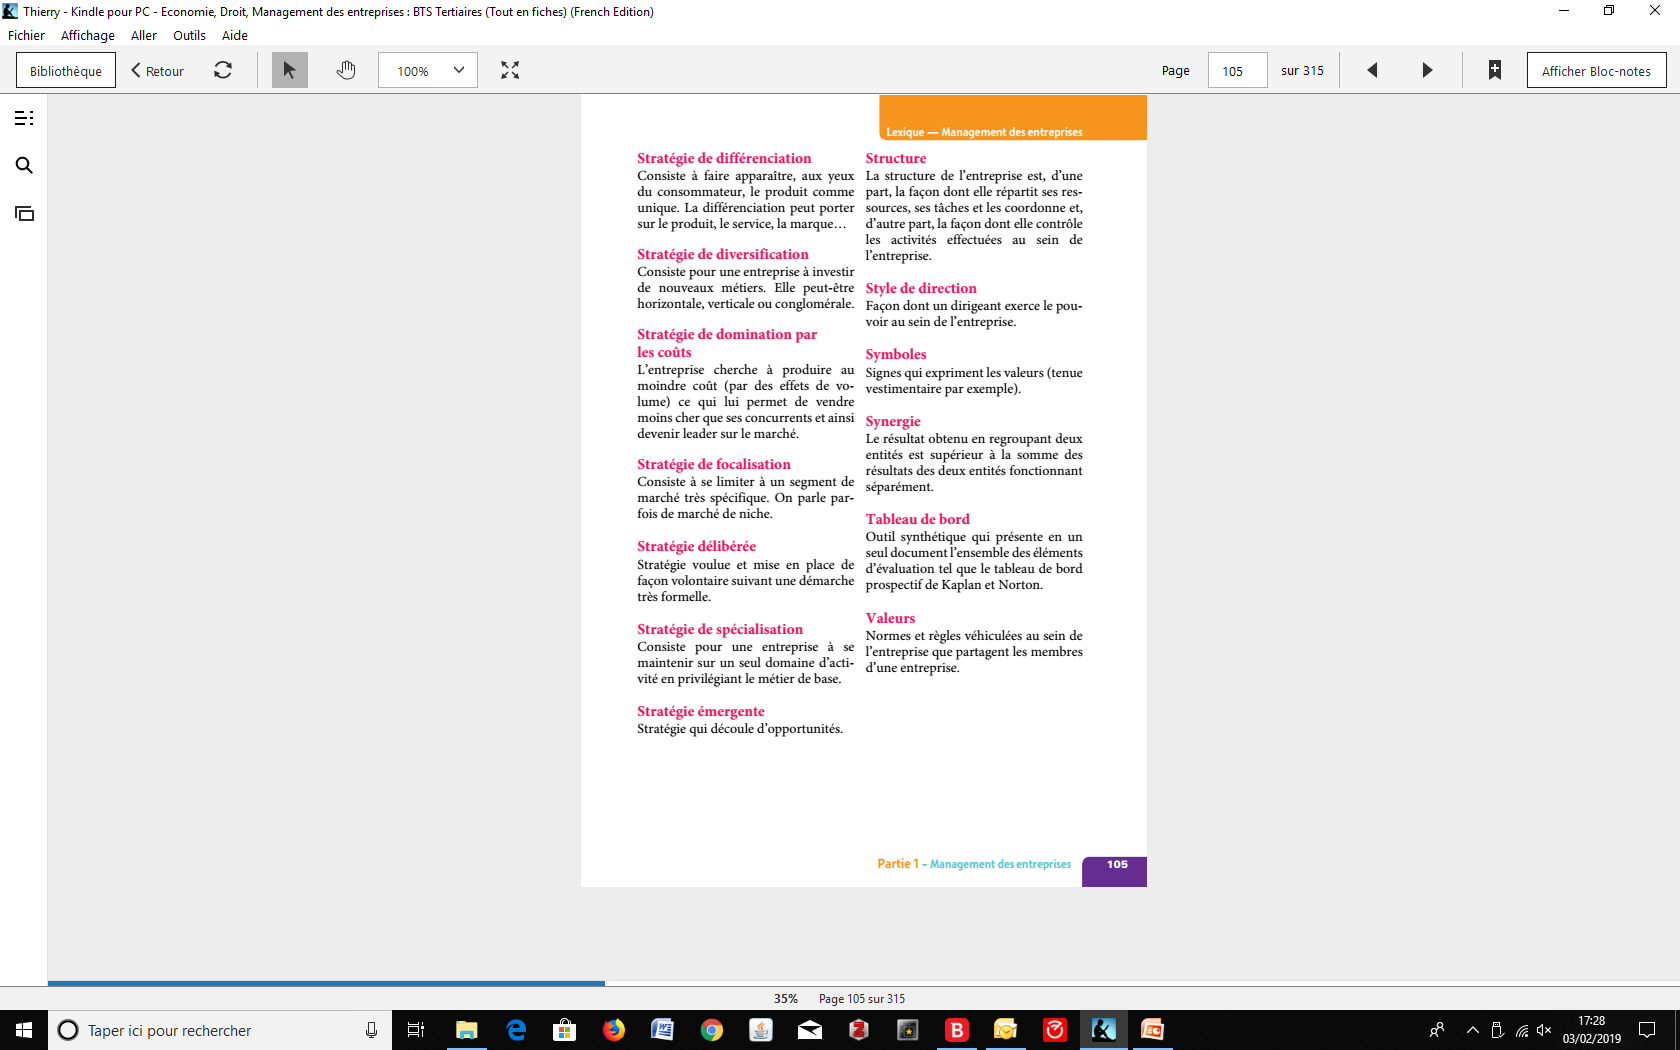 Thierry - Kindle pour PC - Economie, Droit, Management des entreprises : BTS Tertiaires (Tout en fiches) (French Edition)
Fichier Affichage Aller Outils Aide
Bibliothèque Retour 100% Page 105 sur 315 Afficher Bloc-notes
Lexique — Management des entreprises
Stratégie de différenciation
Consiste à faire apparaître, aux yeux
du consommateur, le produit comme
unique. La différenciation peut porter
sur le produit, le service, la marque…
Stratégie de diversification
Consiste pour une entreprise à investir
de nouveaux métiers. Elle peut-être
horizontale, verticale ou conglomérale.
Stratégie de domination par
les coûts
L’entreprise cherche à produire au
moindre coût (par des effets de vo-
lume) ce qui lui permet de vendre
moins cher que ses concurrents et ainsi
devenir leader sur le marché.
Stratégie de focalisation
Consiste à se limiter à un segment de
marché très spécifique. On parle par-
fois de marché de niche.
Stratégie délibérée
Stratégie voulue et mise en place de
façon volontaire suivant une démarche
très formelle.
Stratégie de spécialisation
Consiste pour une entreprise à se
maintenir sur un seul domaine d’acti-
vité en privilégiant le métier de base.
Stratégie émergente
Stratégie qui découle d’opportunités.
Structure
La structure de l’entreprise est, d’une
part, la façon dont elle répartit ses res-
sources, ses tâches et les coordonne et,
d’autre part, la façon dont elle contrôle
les activités effectuées au sein de
l’entreprise.
Style de direction
Façon dont un dirigeant exerce le pou-
voir au sein de l’entreprise.
Symboles
Signes qui expriment les valeurs (tenue
vestimentaire par exemple).
Synergie
Le résultat obtenu en regroupant deux
entités est supérieur à la somme des
résultats des deux entités fonctionnant
séparément.
Tableau de bord
Outil synthétique qui présente en un
seul document l’ensemble des éléments
d’évaluation tel que le tableau de bord
prospectif de Kaplan et Norton.
Valeurs
Normes et règles véhiculées au sein de
l’entreprise que partagent les membres
d’une entreprise.
Partie 1 – Management des entreprises 105
35% Page 105 sur 315
Taper ici pour rechercher
17:28
03/02/2019